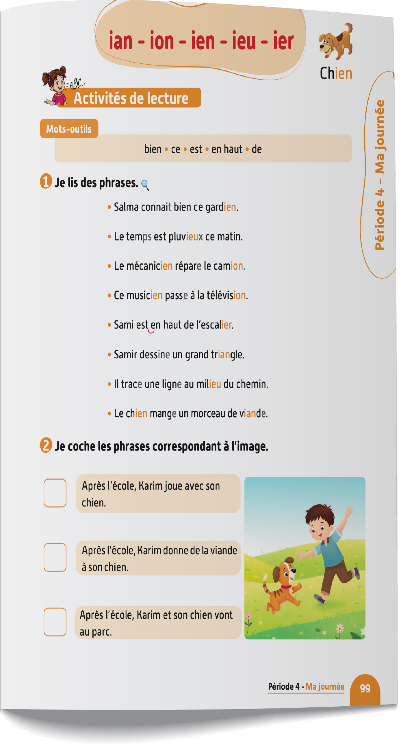 ian - ion - ien - ieu - ier
Chien
Activités de lecture
Mots-outils
bien • ce • est • en haut • de
1 Je lis des phrases.
• Salma connait bien ce gardien.
• Le temps est pluvieux ce matin.
• Le mécanicien répare le camion.
• Ce musicien passe à la télévision.
• Sami est en haut de l'escalier.
• Samir dessine un grand triangle.
• Il trace une ligne au milieu du chemin.
• Le chien mange un morceau de viande.
2 Je coche les phrases correspondant à l'image.
Après l'école, Karim joue avec son
chien.
Après l'école, Karim donne de la viande
à son chien.
Après l'école, Karim et son chien vont
au parc.
Période 4 - Ma journée
Période 4 - Ma journée 99